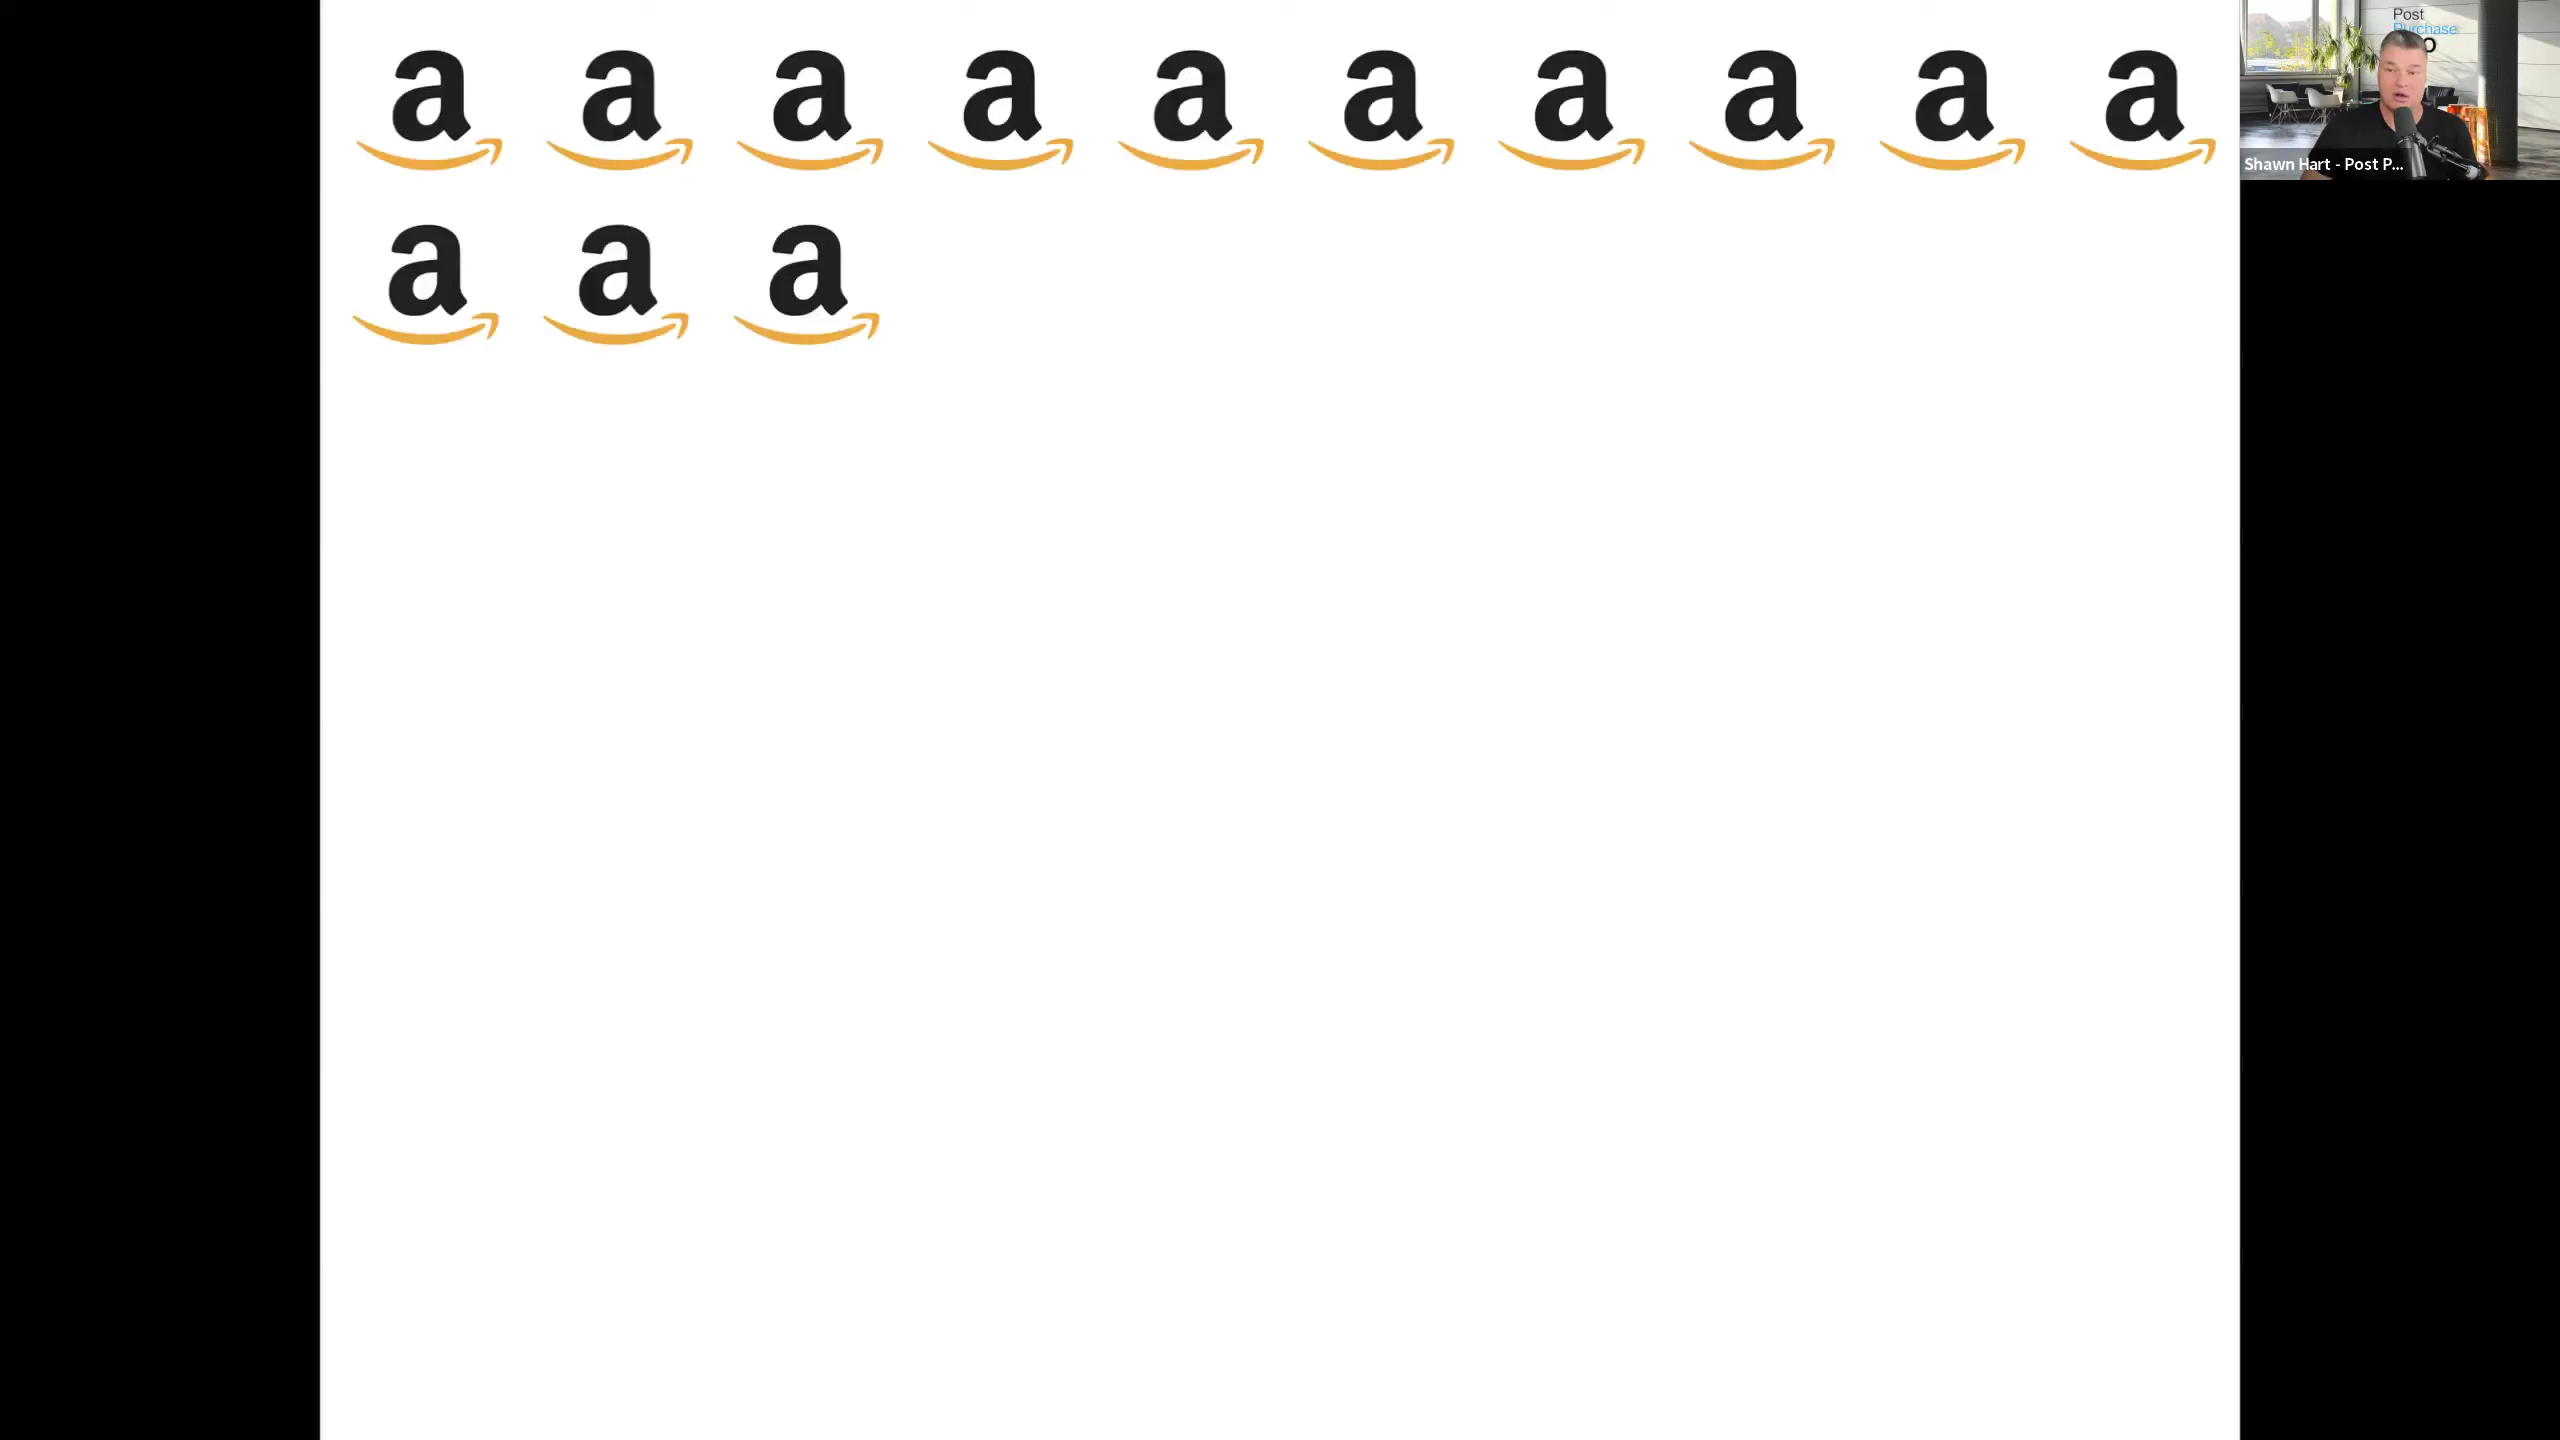 a a a a a a a a a a
a a a
Post
Purchase
Shawn Hart - Post P...